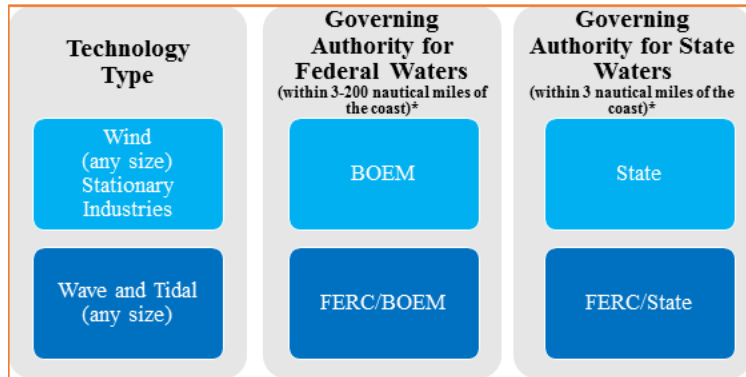 Technology
Type
Wind
(any size)
Stationary
Industries
Wave and Tidal
(any size)
Governing
Authority for
Federal Waters
(within 3-200 nautical miles of
the coast)*
BOEM
FERC/BOEM
Governing
Authority for State
Waters
(within 3 nautical miles of the
coast)*
State
FERC/State